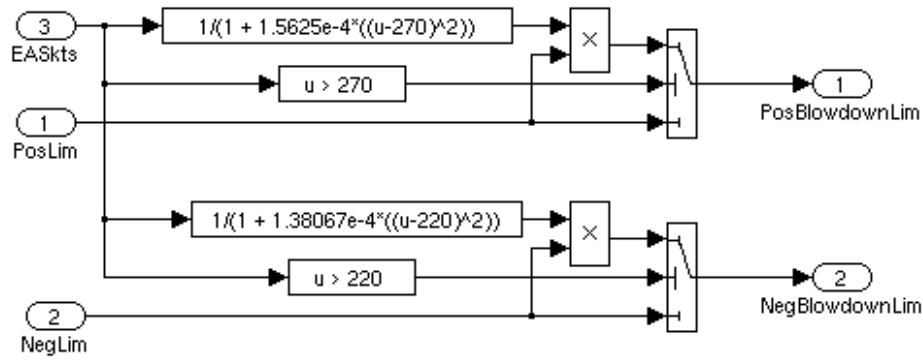 3
EASkts
1/(1 + 1.5625e-4*((u-270)^2))
×
u > 270
1
PosBlowdownLim
1
PosLim
1/(1 + 1.38067e-4*((u-220)^2))
×
u > 220
2
NegBlowdownLim
2
NegLim